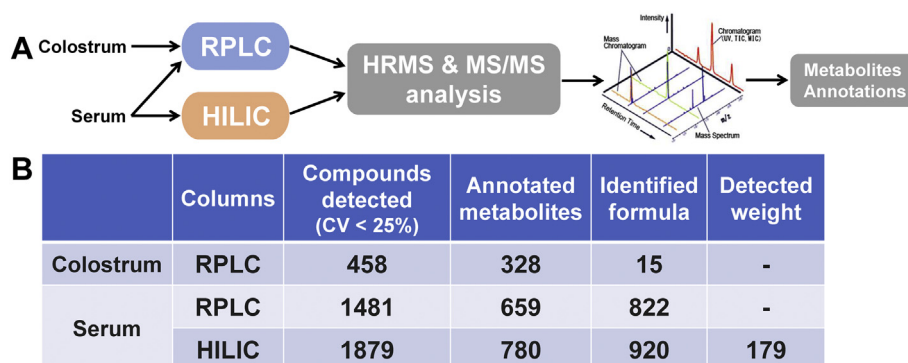 A
Colostrum
RPLC
Serum
HILIC
HRMS & MS/MS
analysis
Intensity
Mass
Chromatogram
Chromatogram
(UV, TIC, MIC)
Retention Time
m/z
Mass Spectrum
Metabolites
Annotations
B
Columns
Compounds
detected
(CV < 25%)
Annotated
metabolites
Identified
formula
Detected
weight
Colostrum RPLC 458 328 15 -
Serum
RPLC 1481 659 822 -
HILIC 1879 780 920 179